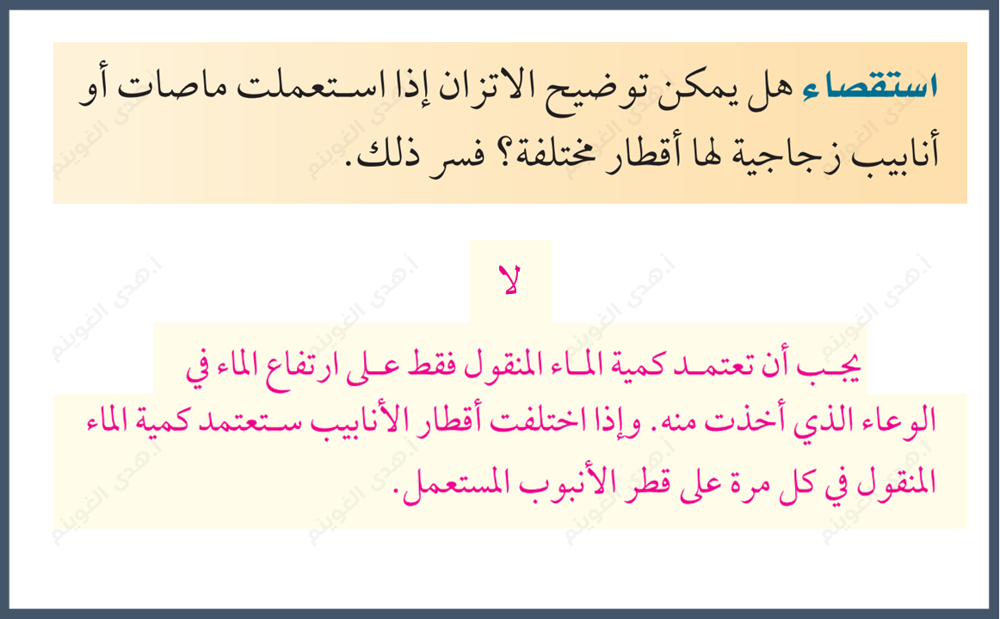 استقصاء هل يمكن توضيح الاتزان إذا استعملت ماصات أو
أنابيب زجاجية لها أقطار مختلفة؟ فسر ذلك.
لا
يجب أن تعتمد كمية الماء المنقول فقط على ارتفاع الماء في
الوعاء الذي أخذت منه. وإذا اختلفت أقطار الأنابيب ستعتمد كمية الماء
المنقول في كل مرة على قطر الأنبوب المستعمل.
أ.هدى الغوينم